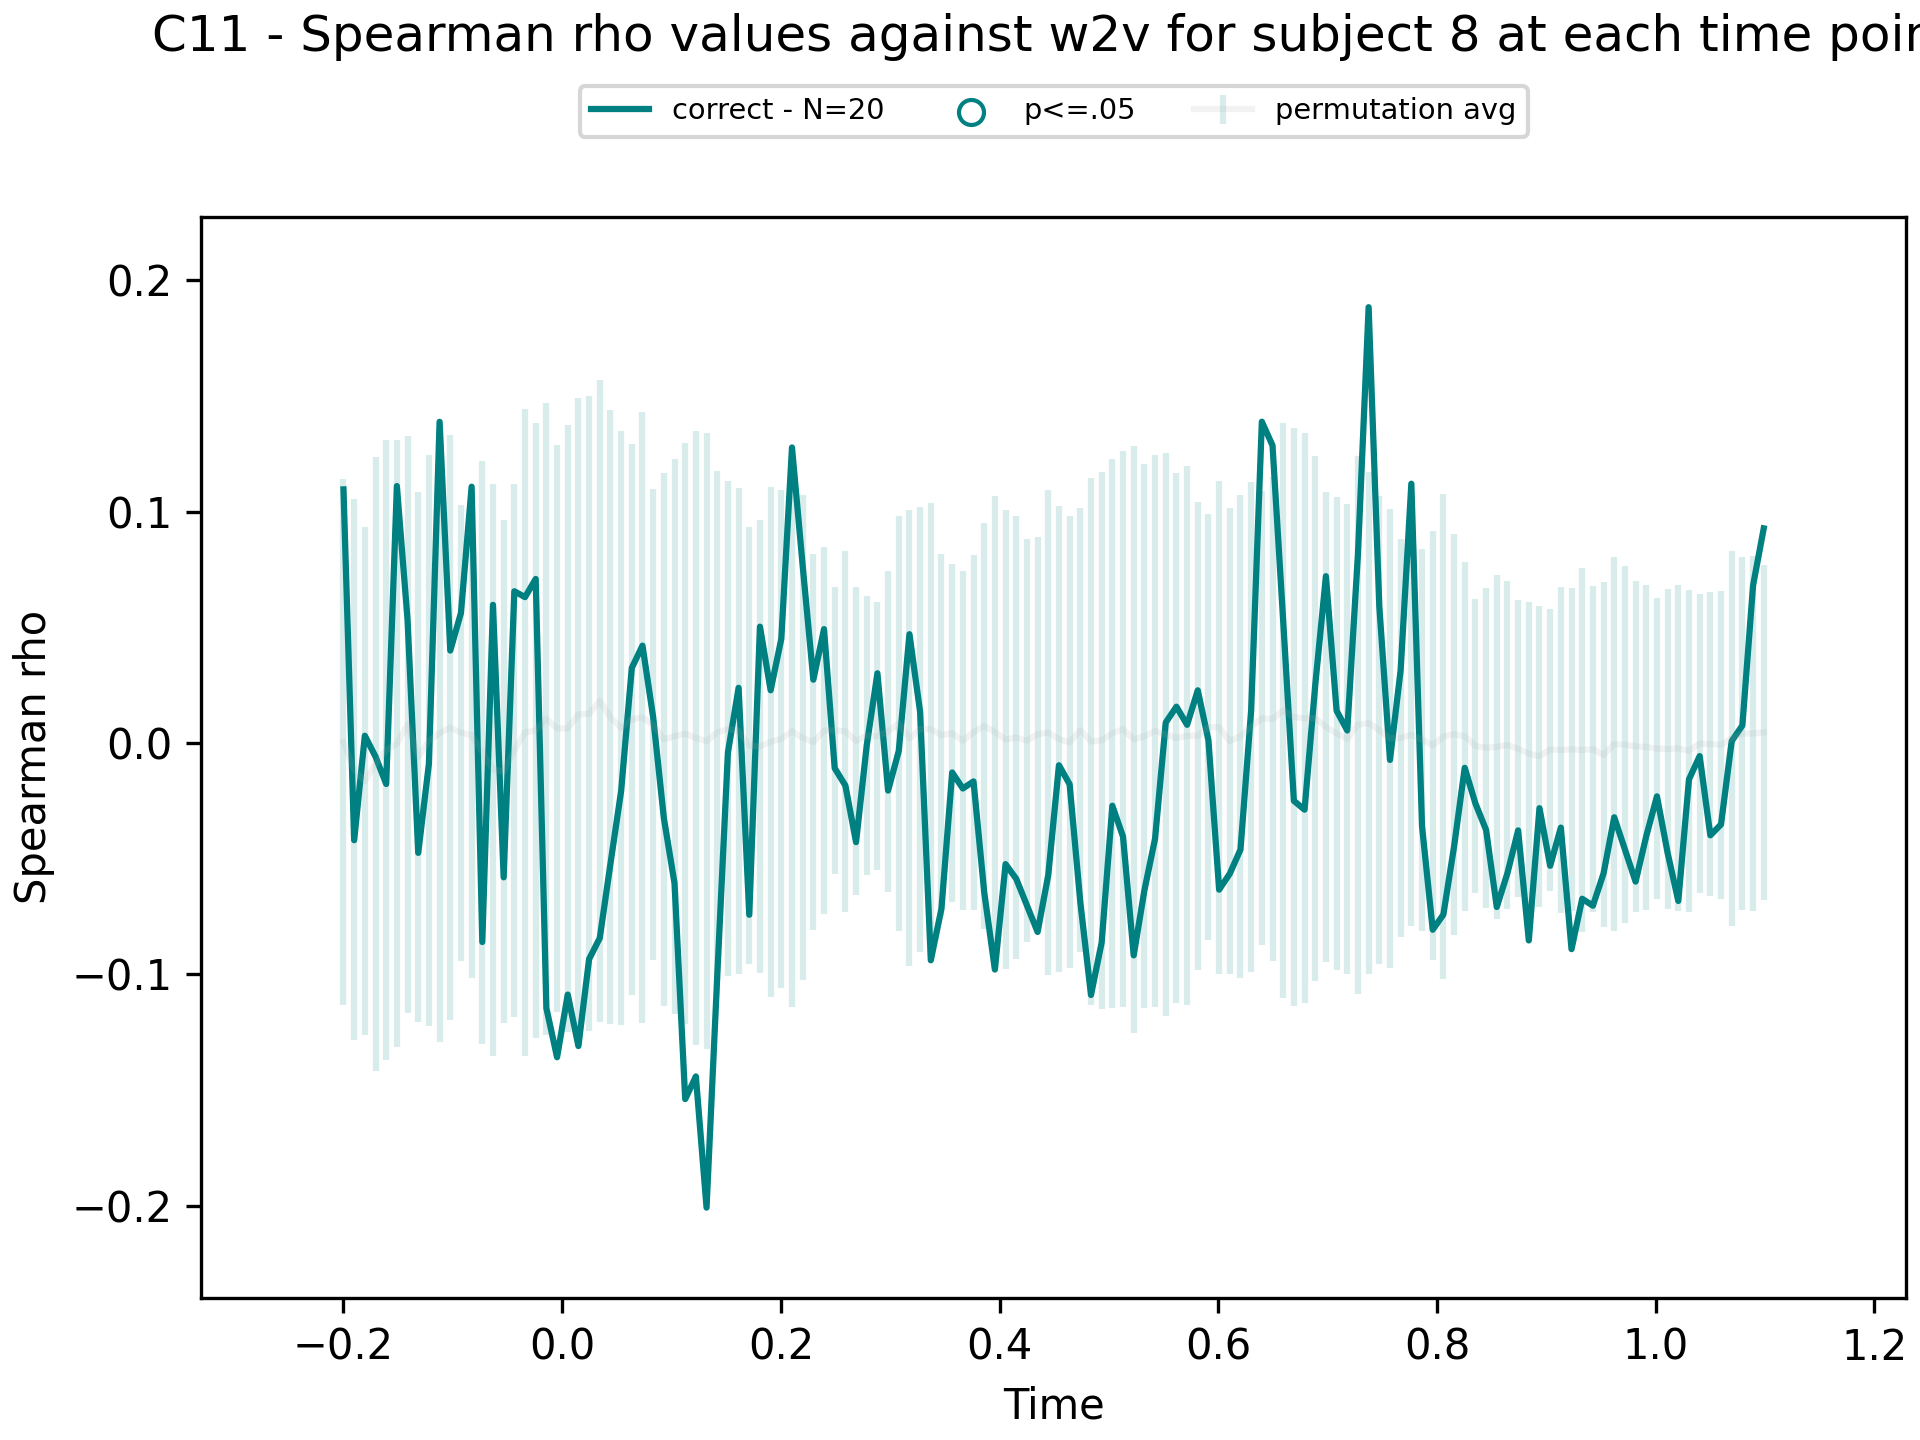 C11 - Spearman rho values against w2v for subject 8 at each time poin
correct - N=20 p<=.05 permutation avg
0.2
0.1
0.0
−0.1
−0.2
Spearman rho
−0.2 0.0 0.2 0.4 0.6 0.8 1.0 1.2
Time